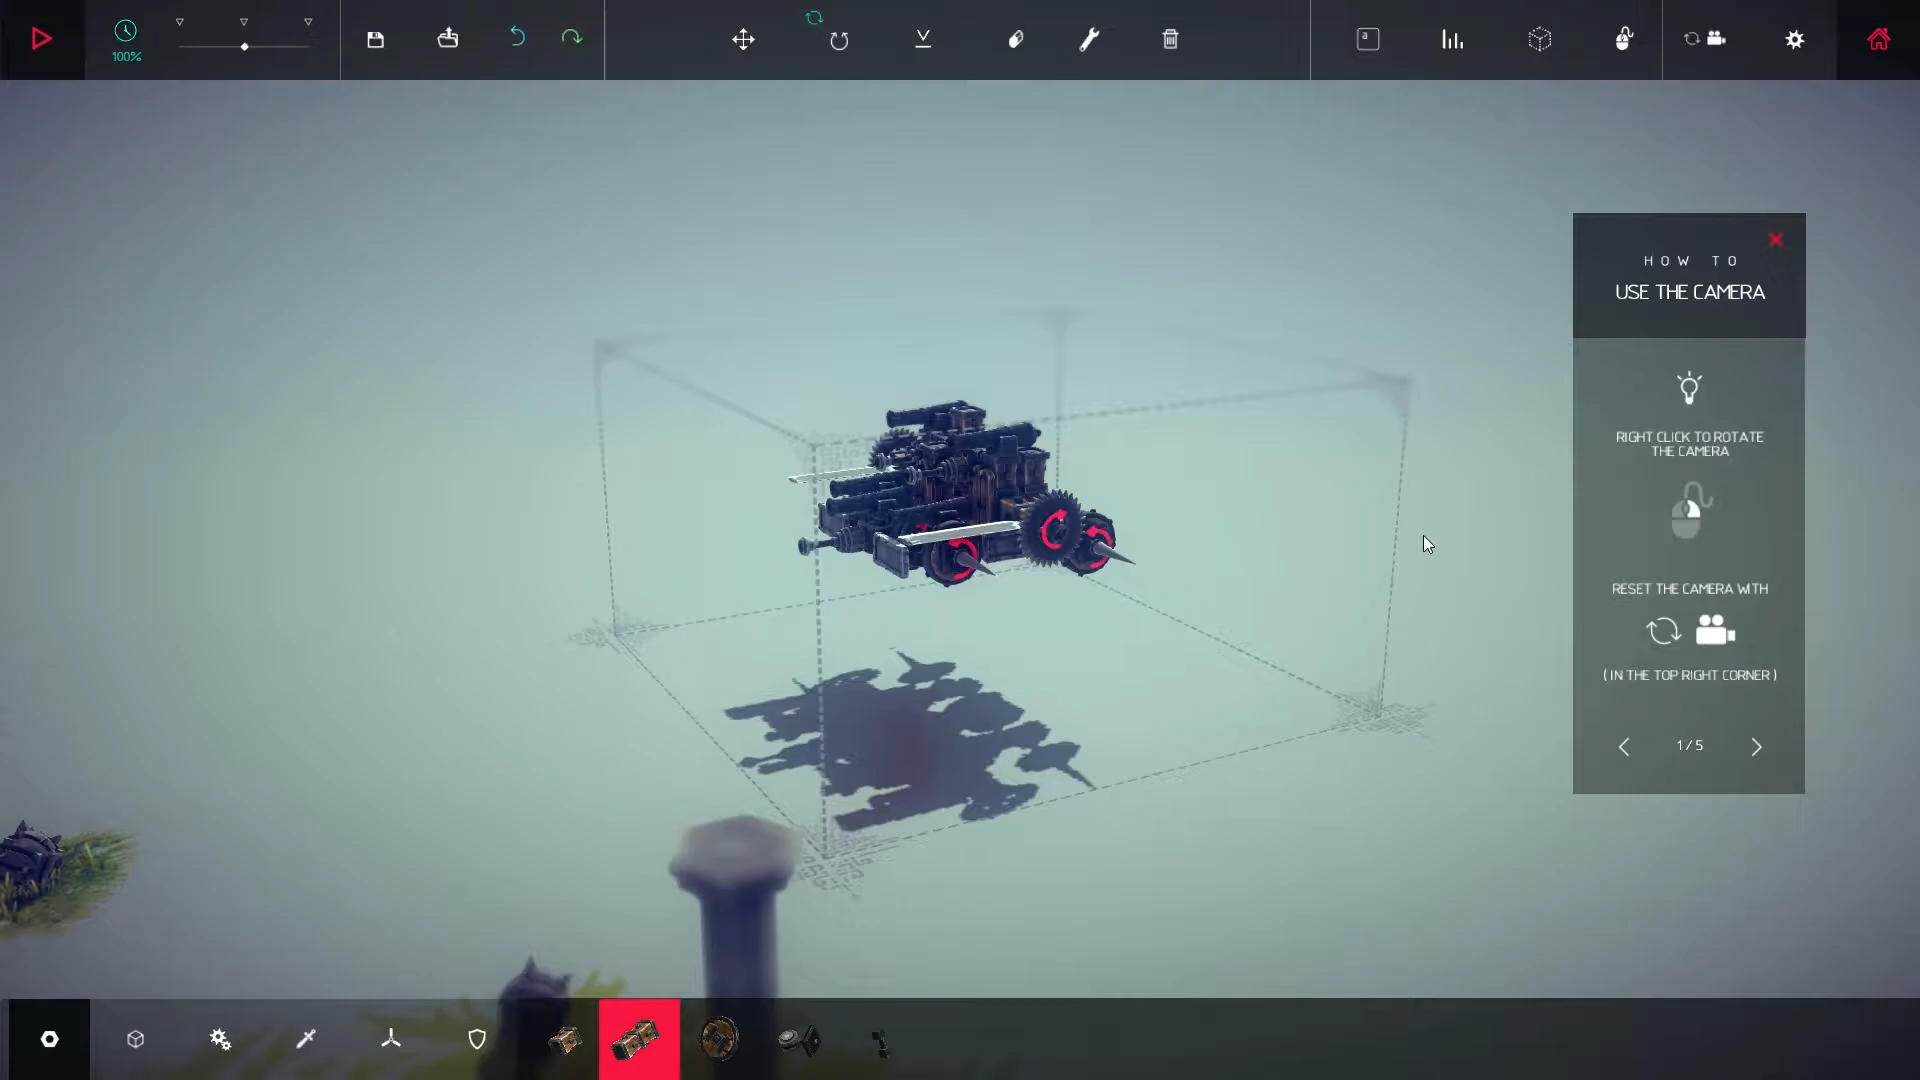 100%
a
HOW TO
USE THE CAMERA
RIGHT CLICK TO ROTATE
THE CAMERA
RESET THE CAMERA WITH
( IN THE TOP RIGHT CORNER )
1/5